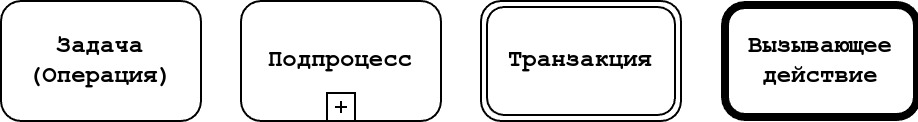 Задача
(Операция)
Подпроцесс
+
Транзакция
Вызывающее
действие